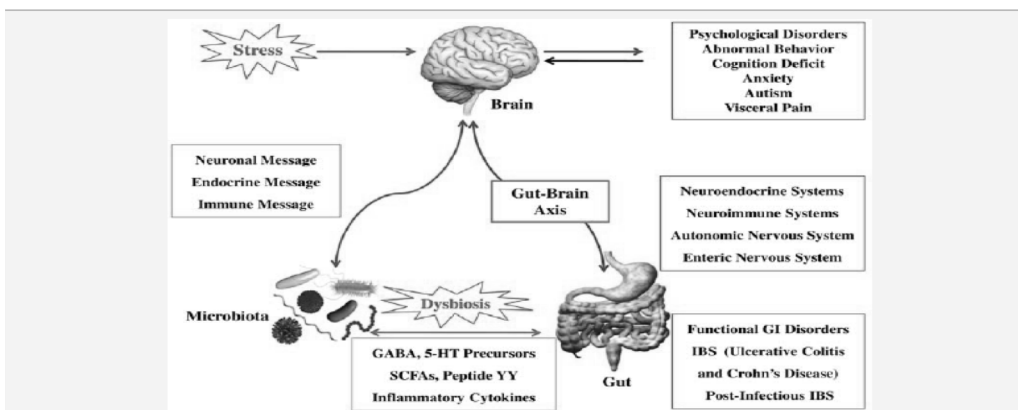 Stress
Brain
Psychological Disorders
Abnormal Behavior
Cognition Deficit
Anxiety
Autism
Visceral Pain
Neuronal Message
Endocrine Message
Immune Message
Gut-Brain
Axis
Neuroendocrine Systems
Neuroimmune Systems
Autonomic Nervous System
Enteric Nervous System
Microbiota
Dysbiosis
GABA, 5-HT Precursors
SCFAs, Peptide YY
Inflammatory Cytokines
Gut
Functional GI Disorders
IBS (Ulcerative Colitis
and Crohn's Disease)
Post-Infectious IBS